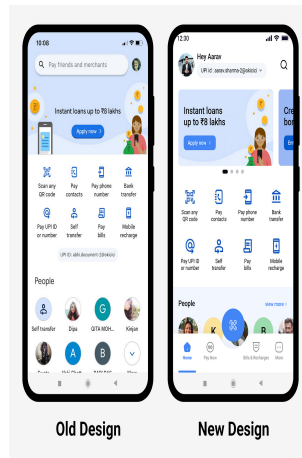 10:08
Pay friends and merchants
Instant loans
up to ₹8 lakhs
Apply now
Scan any
QR code
Pay
contacts
Pay phone
number
Bank
transfer
Pay UPI ID
or number
Self
transfer
Pay
bills
Mobile
recharge
People
Self transfer
Dipa
G
GITA MOH...
Kinjan
A
B
Old Design
12:30
Hey Aarav
Instant loans
up to ₹8 lakhs
Apply now
Scan any
QR code
Pay
contacts
Pay phone
number
Bank
transfer
Pay UPI ID
or number
Self
transfer
Pay
bills
Mobile
recharge
People
view more
K
B
Home
Pay Now
Bills & Recharges
More
New Design